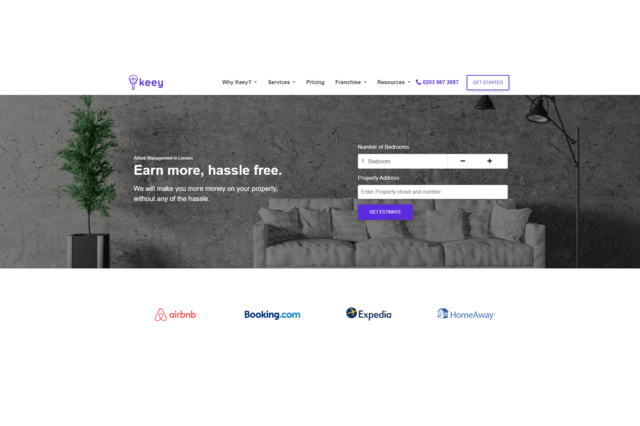 keey
Why Keey?
Services
Pricing
Franchise
Resources
0203 967 3687
GET STARTED
Airbnb Management in London
Earn more, hassle free.
We will make you more money on your property,
without any of the hassle.
Number of Bedrooms
1 Bedroom
Property Address
Enter Property street and number
GET ESTIMATE
airbnb
Booking.com
Expedia
HomeAway